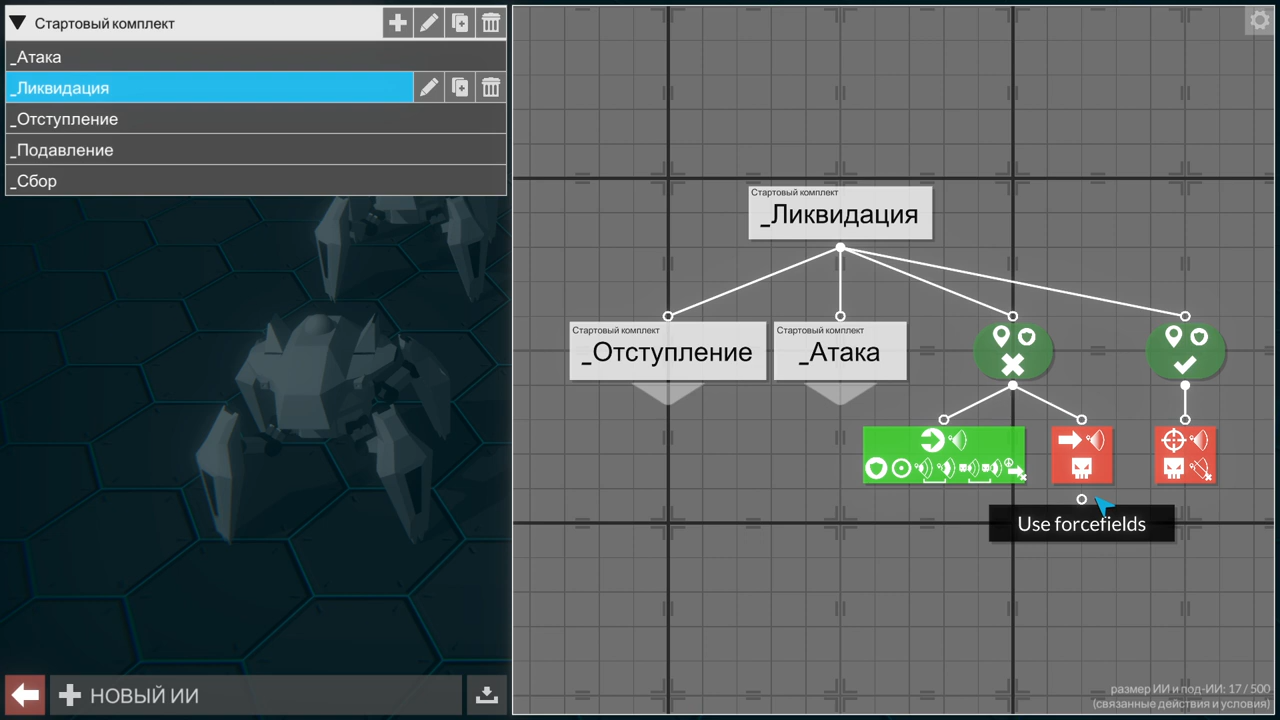 Стартовый комплект
_Атака
_Ликвидация
_Отступление
_Подавление
_Сбор
НОВЫЙ ИИ
Стартовый комплект
_Ликвидация
Стартовый комплект
_Отступление
Стартовый комплект
_Атака
Use forcefields
размер ИИ и под-ИИ: 17 / 500
(связанные действия и условия)